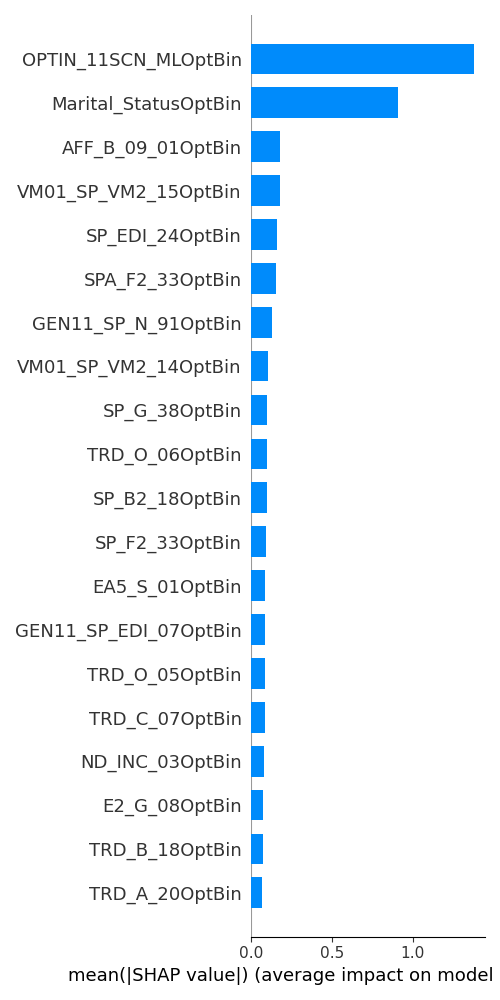 OPTIN_11SCN_MLOptBin
Marital_StatusOptBin
AFF_B_09_01OptBin
VM01_SP_VM2_15OptBin
SP_EDI_24OptBin
SPA_F2_33OptBin
GEN11_SP_N_91OptBin
VM01_SP_VM2_14OptBin
SP_G_38OptBin
TRD_O_06OptBin
SP_B2_18OptBin
SP_F2_33OptBin
EA5_S_01OptBin
GEN11_SP_EDI_07OptBin
TRD_O_05OptBin
TRD_C_07OptBin
ND_INC_03OptBin
E2_G_08OptBin
TRD_B_18OptBin
TRD_A_20OptBin
0.0 0.5 1.0
mean(|SHAP value|) (average impact on model